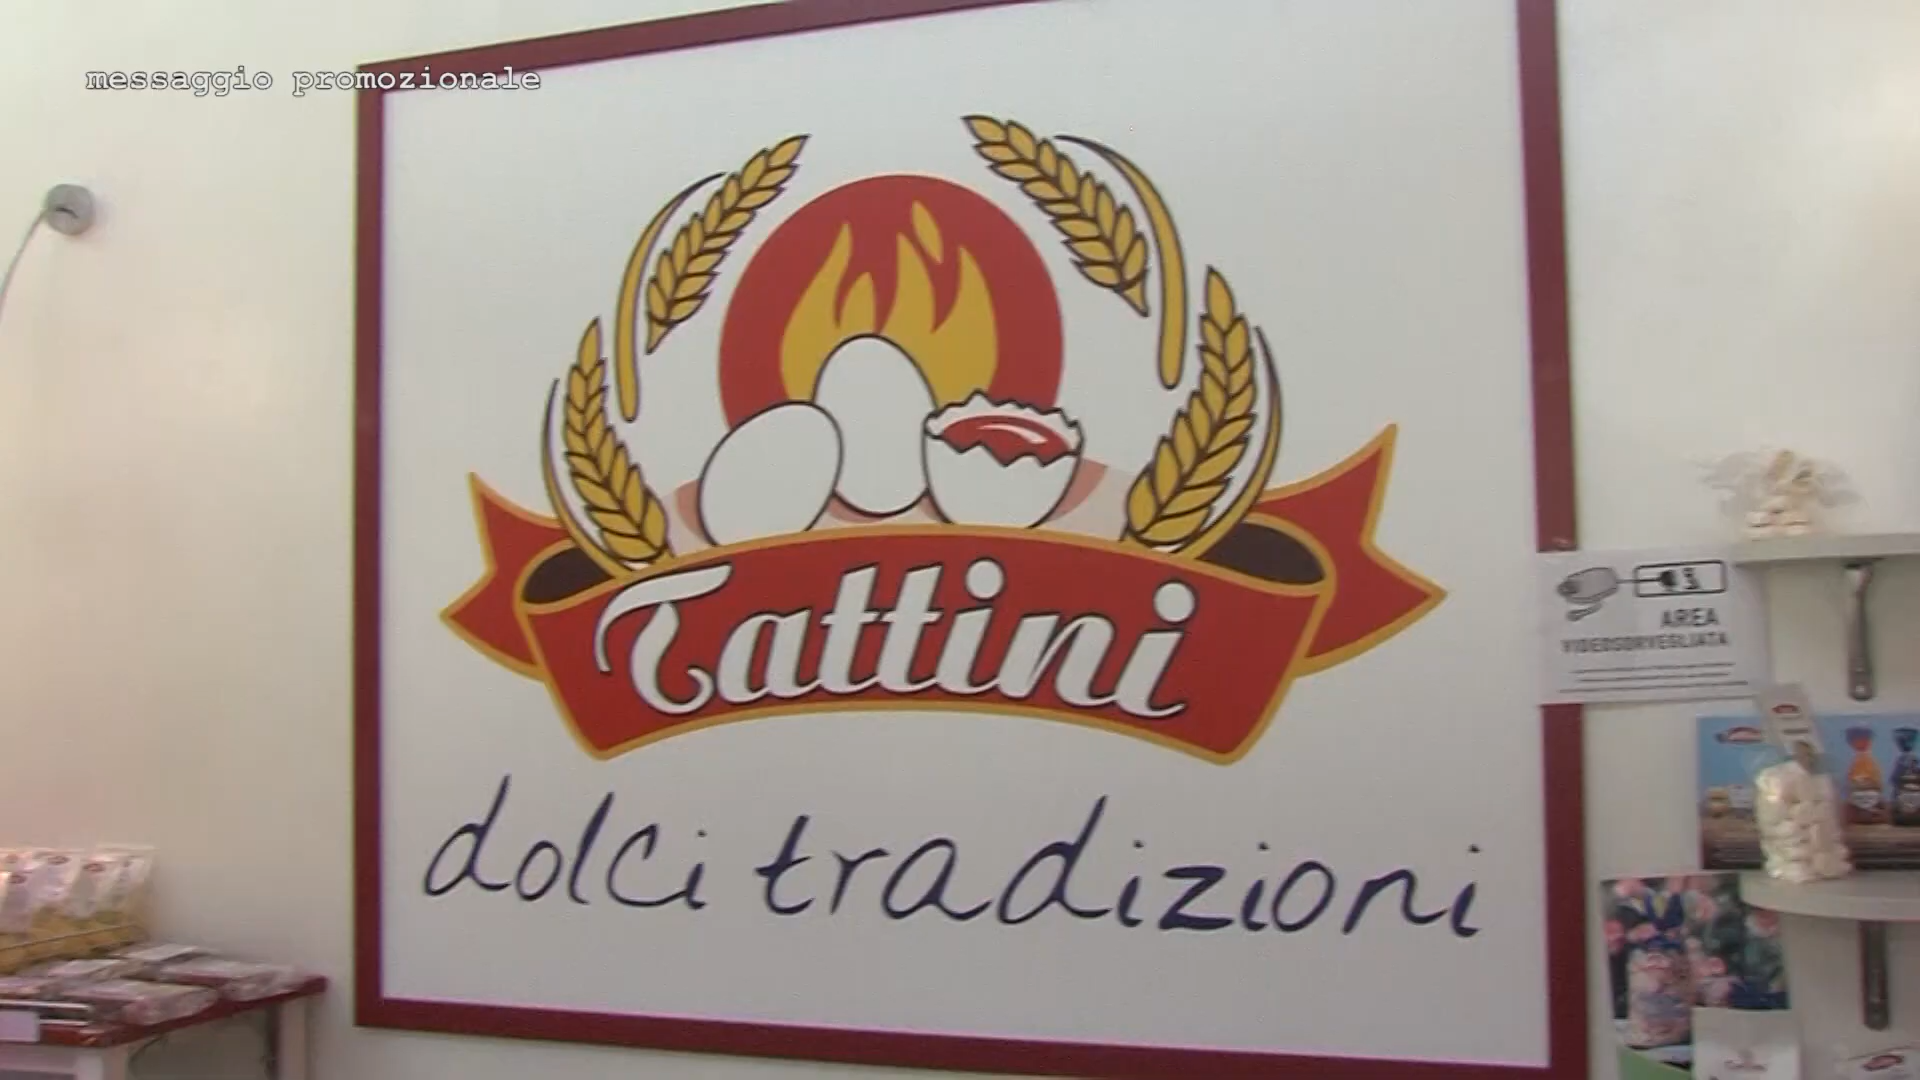 messaggio promozionale
Tattini
dolci tradizioni
AREA
VIDEOSORVEGLIATA